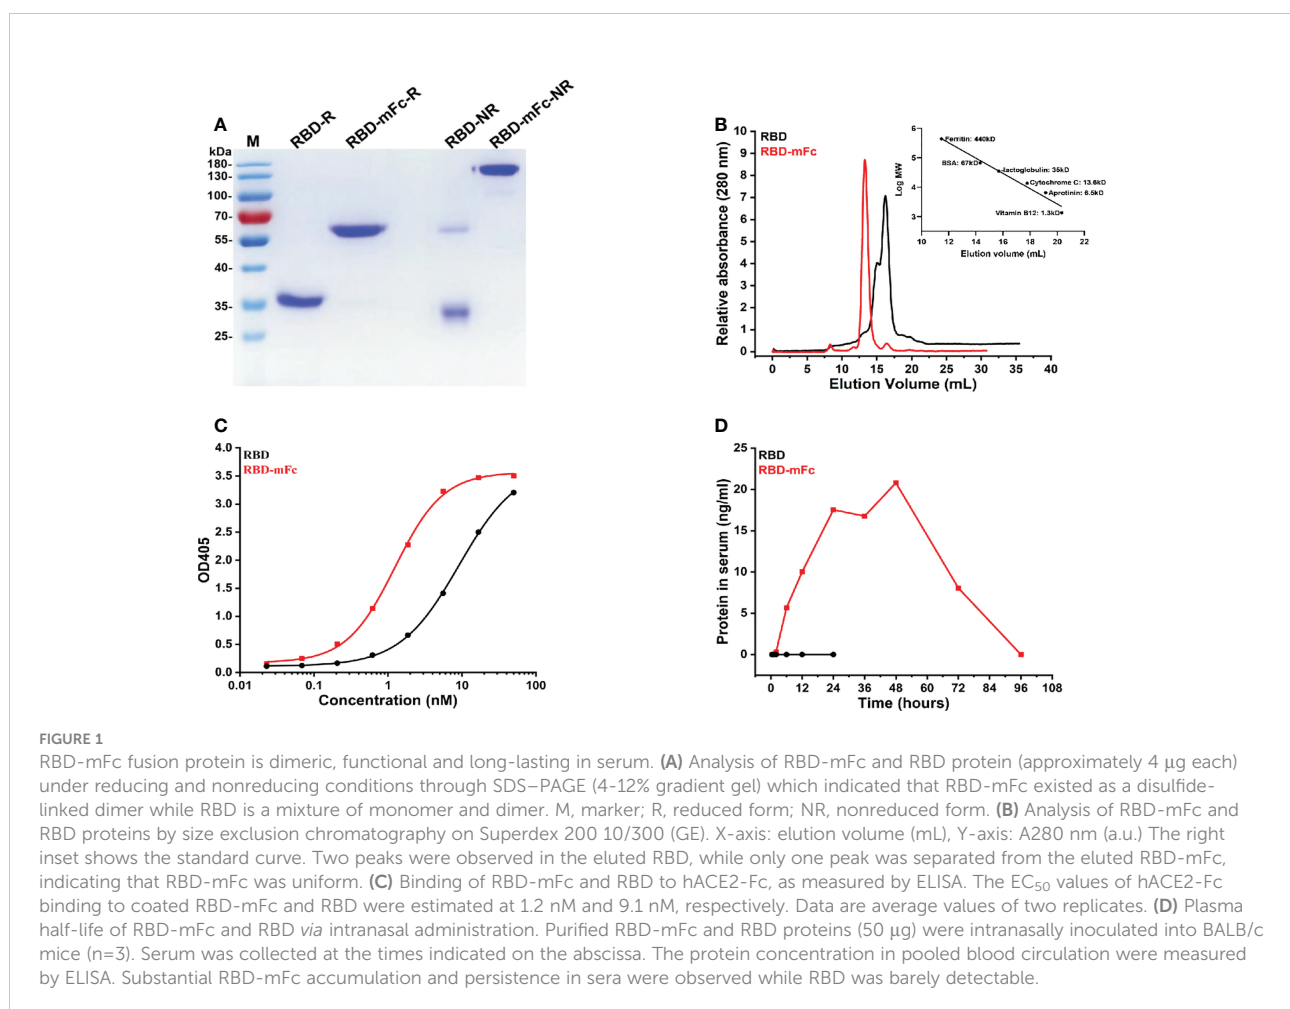 A
M
kDa
RBD-R
RBD-mFc-R
RBD-NR
RBD-mFc-NR
180-
130-
100-
70-
55-
40-
35-
25-
B
RBD
RBD-mFc
Relative absorbance (280 nm)
10
9
8
7
6
5
4
3
2
1
0
0 5 10 15 20 25 30 35 40
Elution Volume (mL)
Log MW
6
5
4
3
Ferritin: 440kD
BSA: 67kD
lactoglobulin: 35kD
Cytochrome C: 13.6kD
Aprotinin: 6.5kD
Vitamin B12: 1.3kD
10 12 14 16 18 20 22
Elution volume (mL)
C
RBD
RBD-mFc
OD405
4.0
3.5
3.0
2.5
2.0
1.5
1.0
0.5
0.0
0.01 0.1 1 10 100
Concentration (nM)
D
RBD
RBD-mFc
Protein in serum (ng/ml)
25
20
15
10
5
0
0 12 24 36 48 60 72 84 96 108
Time (hours)
FIGURE 1
RBD-mFc fusion protein is dimeric, functional and long-lasting in serum. (A) Analysis of RBD-mFc and RBD protein (approximately 4 μg each)
under reducing and nonreducing conditions through SDS–PAGE (4-12% gradient gel) which indicated that RBD-mFc existed as a disulfide-
linked dimer while RBD is a mixture of monomer and dimer. M, marker; R, reduced form; NR, nonreduced form. (B) Analysis of RBD-mFc and
RBD proteins by size exclusion chromatography on Superdex 200 10/300 (GE). X-axis: elution volume (mL), Y-axis: A280 nm (a.u.) The right
inset shows the standard curve. Two peaks were observed in the eluted RBD, while only one peak was separated from the eluted RBD-mFc,
indicating that RBD-mFc was uniform. (C) Binding of RBD-mFc and RBD to hACE2-Fc, as measured by ELISA. The EC₅₀ values of hACE2-Fc
binding to coated RBD-mFc and RBD were estimated at 1.2 nM and 9.1 nM, respectively. Data are average values of two replicates. (D) Plasma
half-life of RBD-mFc and RBD via intranasal administration. Purified RBD-mFc and RBD proteins (50 μg) were intranasally inoculated into BALB/c
mice (n=3). Serum was collected at the times indicated on the abscissa. The protein concentration in pooled blood circulation were measured
by ELISA. Substantial RBD-mFc accumulation and persistence in sera were observed while RBD was barely detectable.